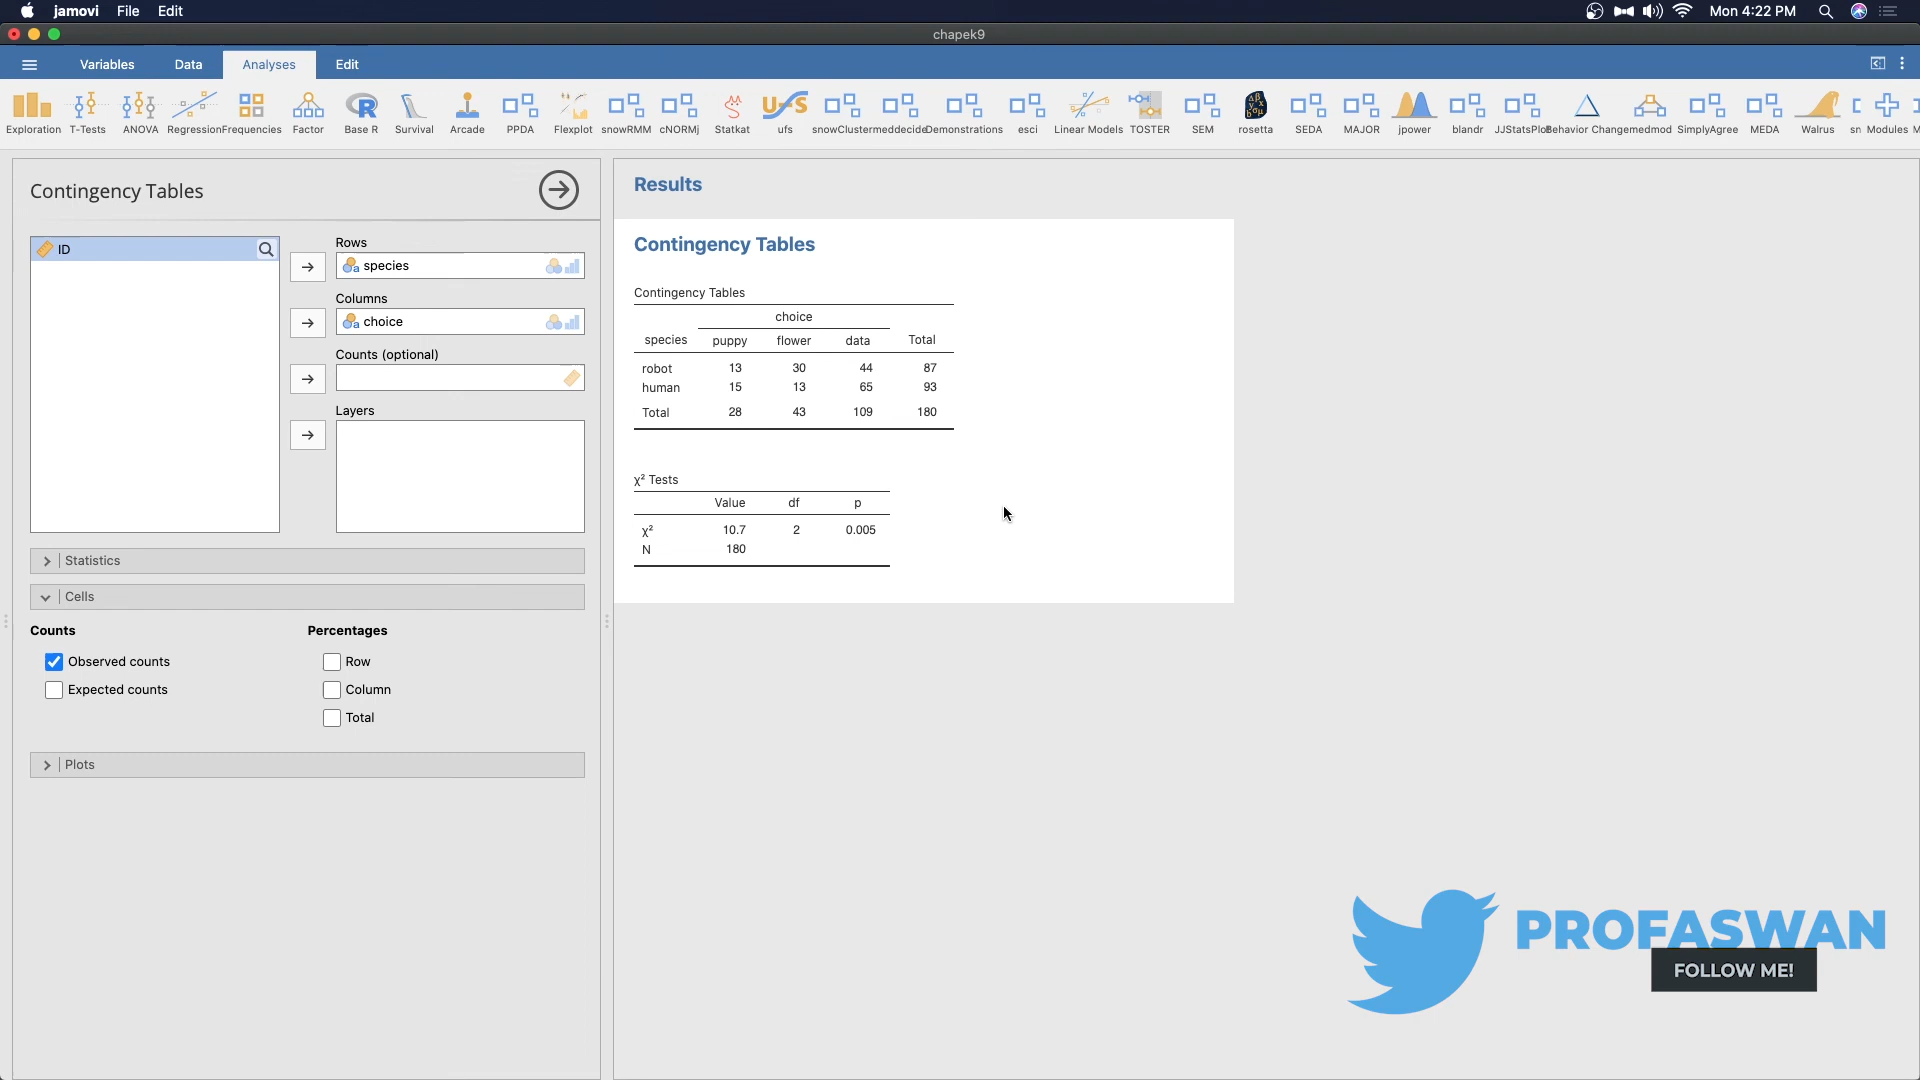 jamovi File Edit Mon 4:22 PM
chapek9
Variables Data Analyses Edit
Exploration T-Tests ANOVA Regression Frequencies Factor Base R Survival Arcade PPDA Flexplot snowRMM cNORMj Statkat ufs snowCluster meddecide Demonstrations esci Linear Models TOSTER SEM rosetta SEDA MAJOR jpower blandr JJStatsPlo Behavior Change medmod SimplyAgree MEDA Walrus sn Modules
Contingency Tables
ID
Rows
species
Columns
choice
Counts (optional)
Layers
Statistics
Cells
Counts Percentages
Observed counts Row
Expected counts Column
Total
Plots
Results
Contingency Tables
Contingency Tables
choice
species puppy flower data Total
robot 13 30 44 87
human 15 13 65 93
Total 28 43 109 180
χ² Tests
Value df p
χ² 10.7 2 0.005
N 180
PROFASWAN
FOLLOW ME!